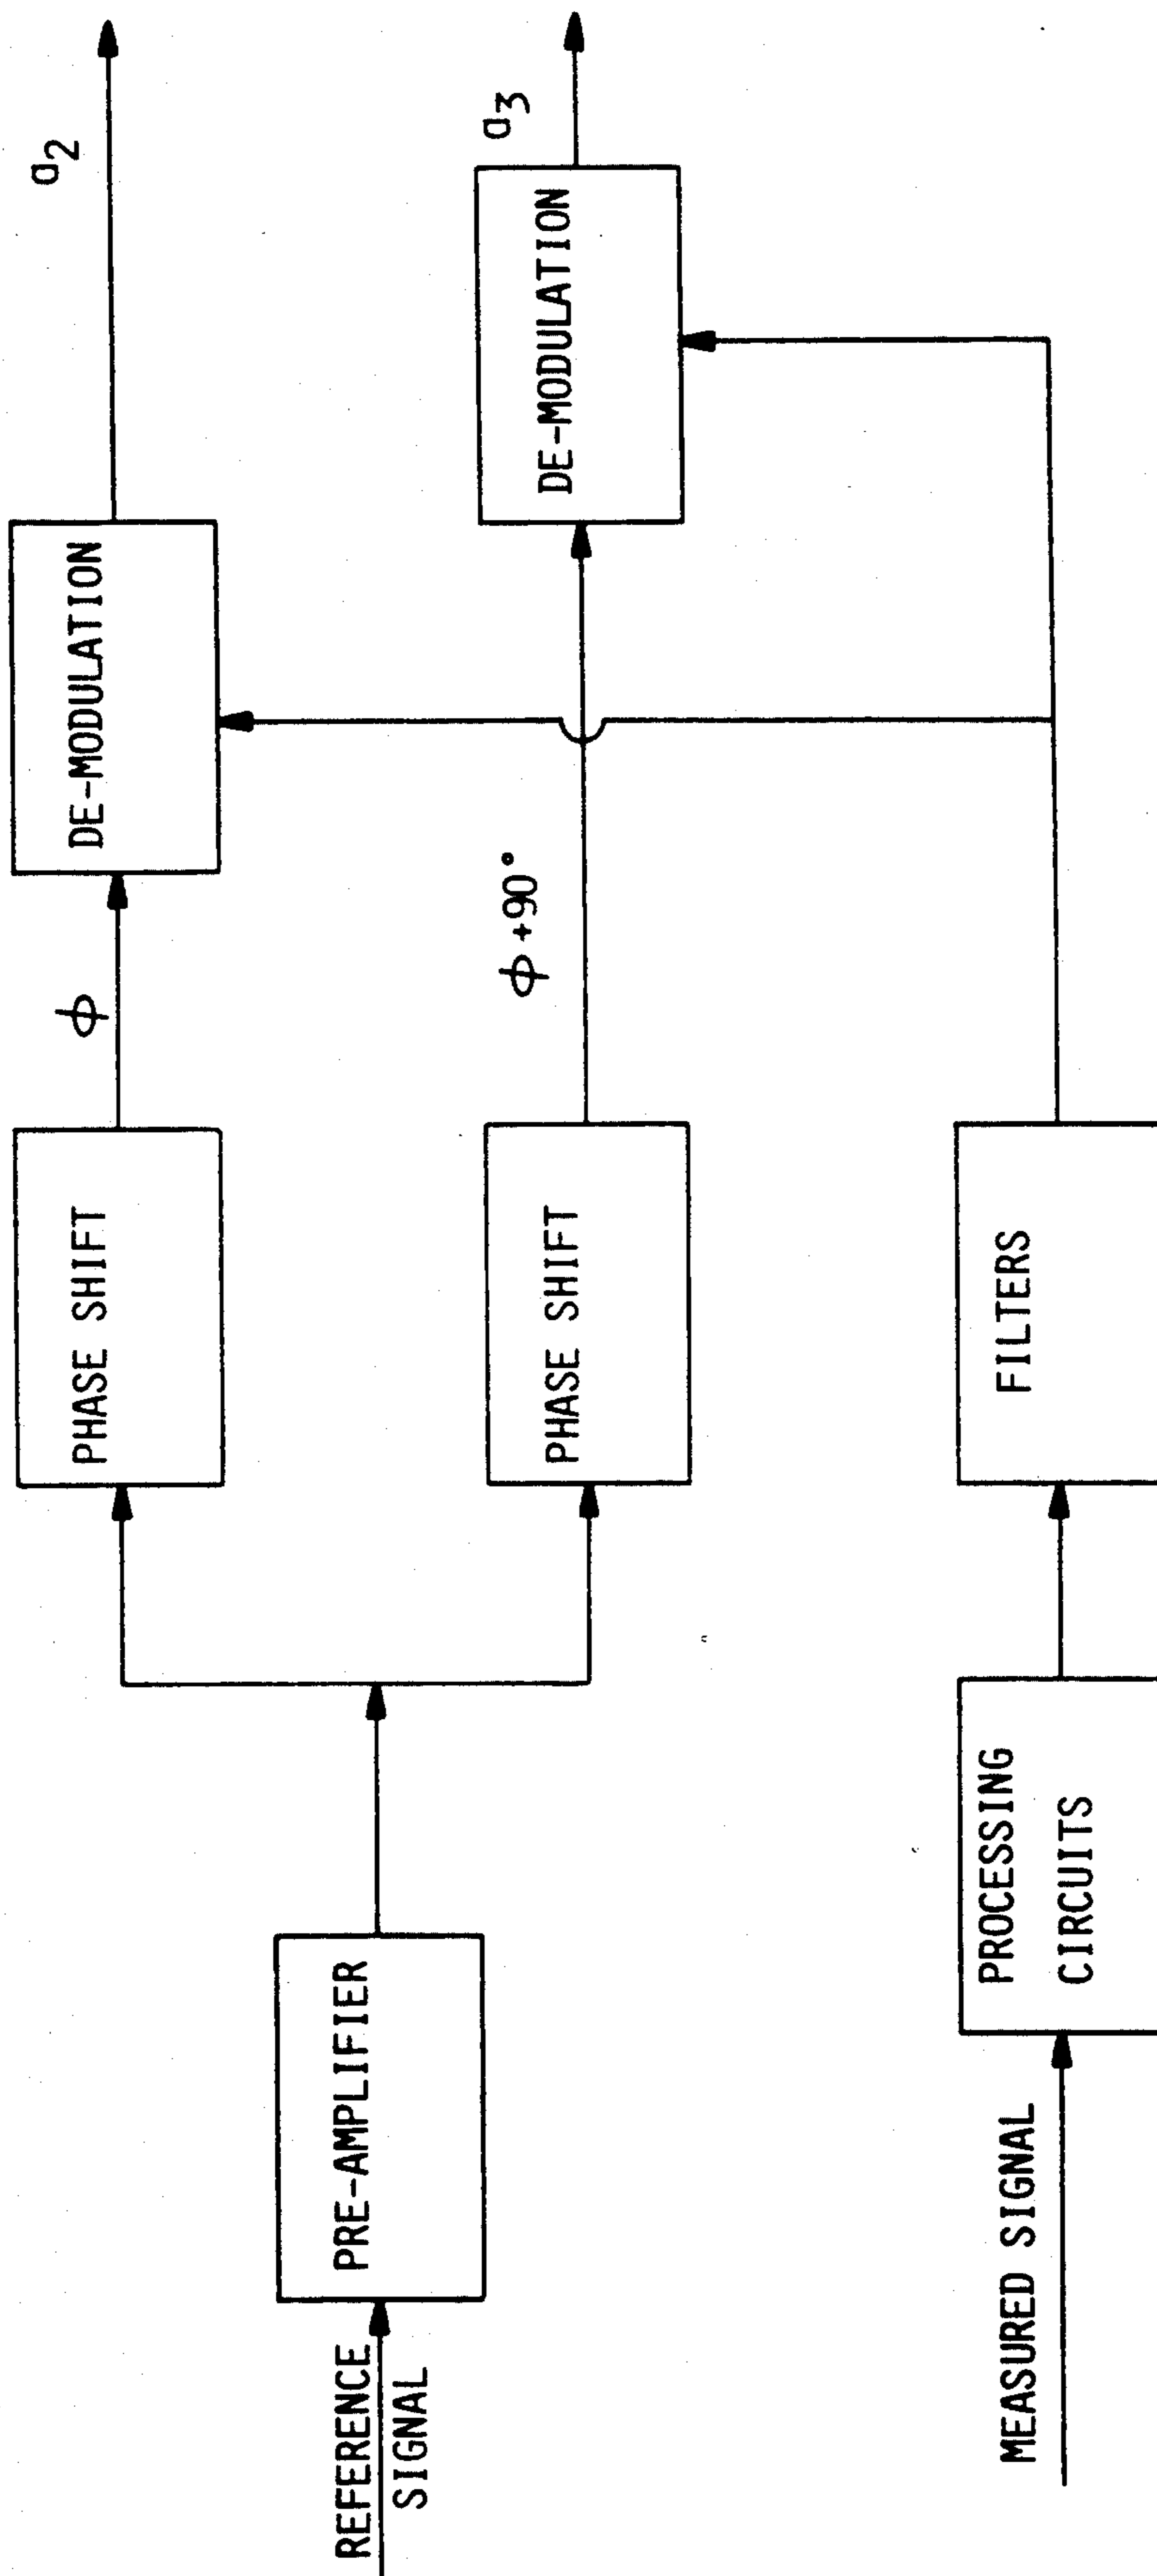 REFERENCE
SIGNAL
PRE-AMPLIFIER
PHASE SHIFT
ϕ
DE-MODULATION
a2
PHASE SHIFT
ϕ +90°
DE-MODULATION
a3
MEASURED SIGNAL
PROCESSING
CIRCUITS
FILTERS